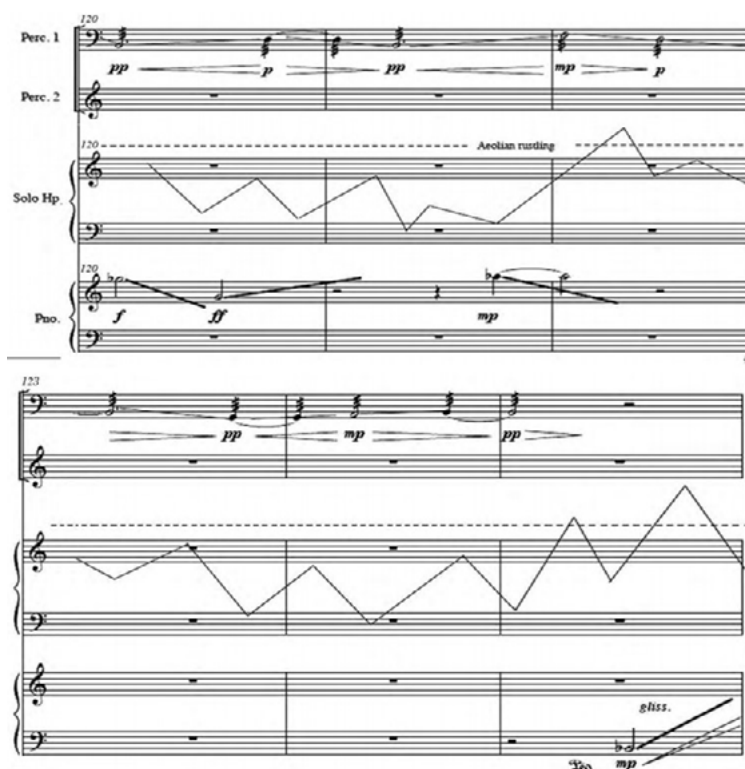 120
Perc. 1
pp p pp mp p
Perc. 2
120
Aeolian rustling
Solo Hp.
120
f ff mp
Pno.
123
pp mp pp
gliss.
Ped. mp